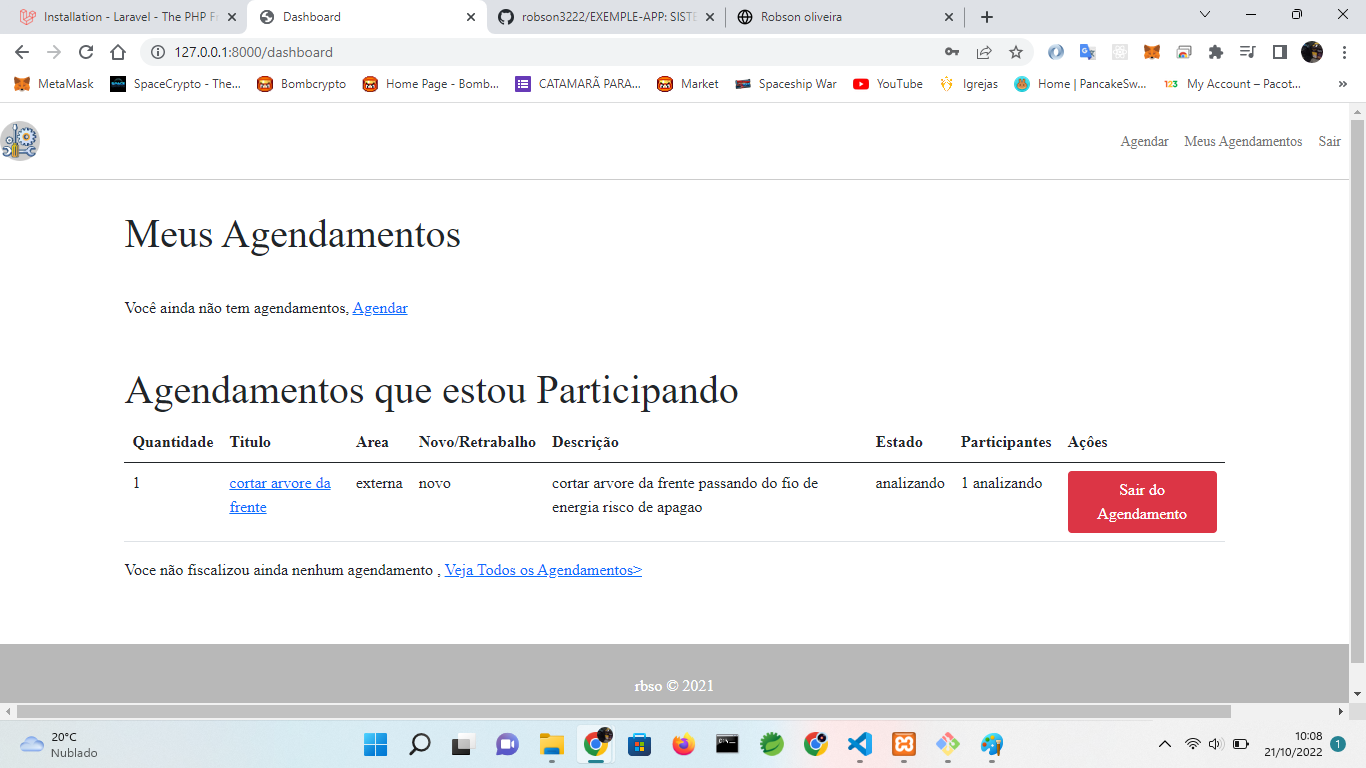 Installation - Laravel - The PHP Fr
Dashboard
robson3222/EXEMPLE-APP: SISTE
Robson oliveira
127.0.0.1:8000/dashboard
MetaMask
SpaceCrypto - The...
Bombcrypto
Home Page - Bomb...
CATAMARÃ PARA...
Market
Spaceship War
YouTube
Igrejas
Home | PancakeSw...
123
My Account – Pacot...
»
Agendar Meus Agendamentos Sair
Meus Agendamentos
Você ainda não tem agendamentos, Agendar
Agendamentos que estou Participando
Quantidade Titulo Area Novo/Retrabalho Descrição Estado Participantes Açôes
1 cortar arvore da externa novo cortar arvore da frente passando do fio de analizando 1 analizando Sair do
frente energia risco de apagao Agendamento
Voce não fiscalizou ainda nenhum agendamento , Veja Todos os Agendamentos>
rbso © 2021
20°C
Nublado
10:08
21/10/2022
1